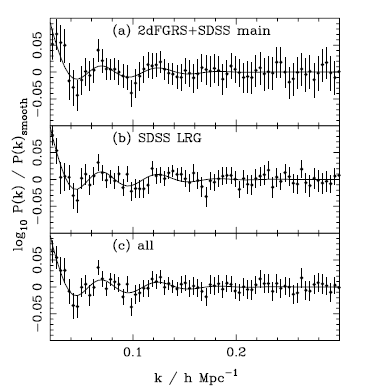 (a) 2dFGRS+SDSS main
0.05
0
−0.05
(b) SDSS LRG
0.05
0
−0.05
(c) all
0.05
0
−0.05
log10 P(k) / P(k)smooth
0.1 0.2
k / h Mpc−1